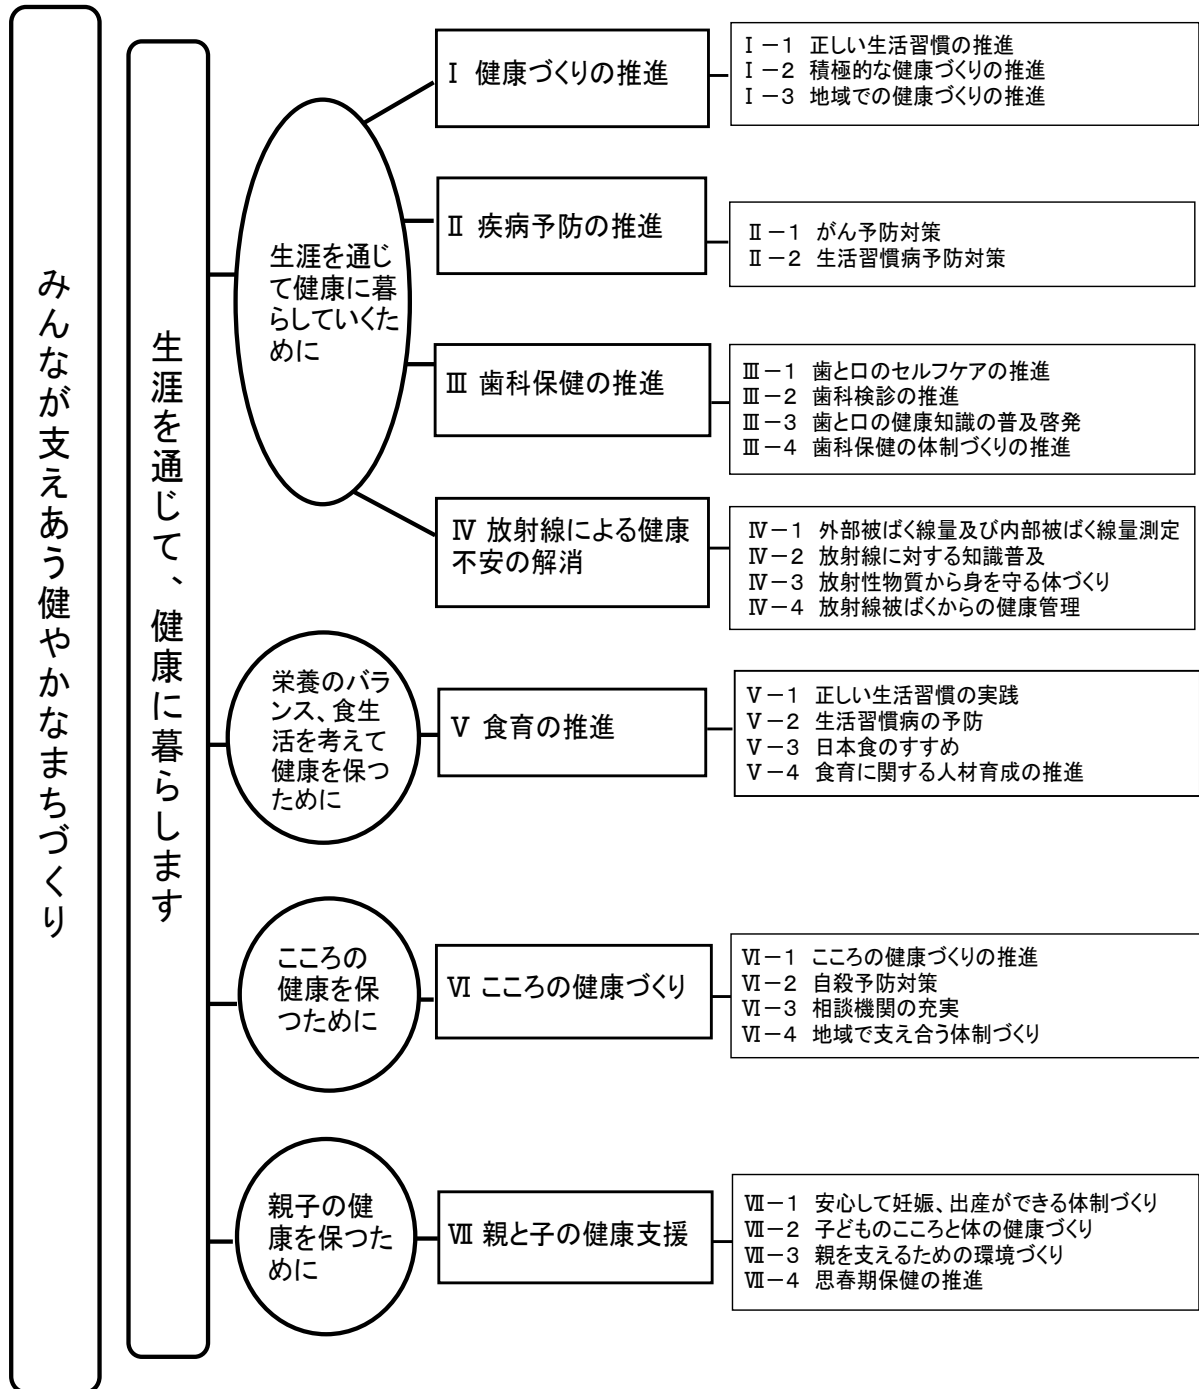 みんなが支えあう健やかなまちづくり
生涯を通じて、健康に暮らします
生涯を通じ
て健康に暮
らしていくた
めに
Ⅰ 健康づくりの推進
Ⅰ－1 正しい生活習慣の推進
Ⅰ－2 積極的な健康づくりの推進
Ⅰ－3 地域での健康づくりの推進
Ⅱ 疾病予防の推進
Ⅱ－1 がん予防対策
Ⅱ－2 生活習慣病予防対策
Ⅲ 歯科保健の推進
Ⅲ－1 歯と口のセルフケアの推進
Ⅲ－2 歯科検診の推進
Ⅲ－3 歯と口の健康知識の普及啓発
Ⅲ－4 歯科保健の体制づくりの推進
Ⅳ 放射線による健康
不安の解消
Ⅳ－1 外部被ばく線量及び内部被ばく線量測定
Ⅳ－2 放射線に対する知識普及
Ⅳ－3 放射性物質から身を守る体づくり
Ⅳ－4 放射線被ばくからの健康管理
栄養のバラ
ンス、食生
活を考えて
健康を保つ
ために
Ⅴ 食育の推進
Ⅴ－1 正しい生活習慣の実践
Ⅴ－2 生活習慣病の予防
Ⅴ－3 日本食のすすめ
Ⅴ－4 食育に関する人材育成の推進
こころの
健康を保
つために
Ⅵ こころの健康づくり
Ⅵ－1 こころの健康づくりの推進
Ⅵ－2 自殺予防対策
Ⅵ－3 相談機関の充実
Ⅵ－4 地域で支え合う体制づくり
親子の健
康を保つた
めに
Ⅶ 親と子の健康支援
Ⅶ－1 安心して妊娠、出産ができる体制づくり
Ⅶ－2 子どものこころと体の健康づくり
Ⅶ－3 親を支えるための環境づくり
Ⅶ－4 思春期保健の推進